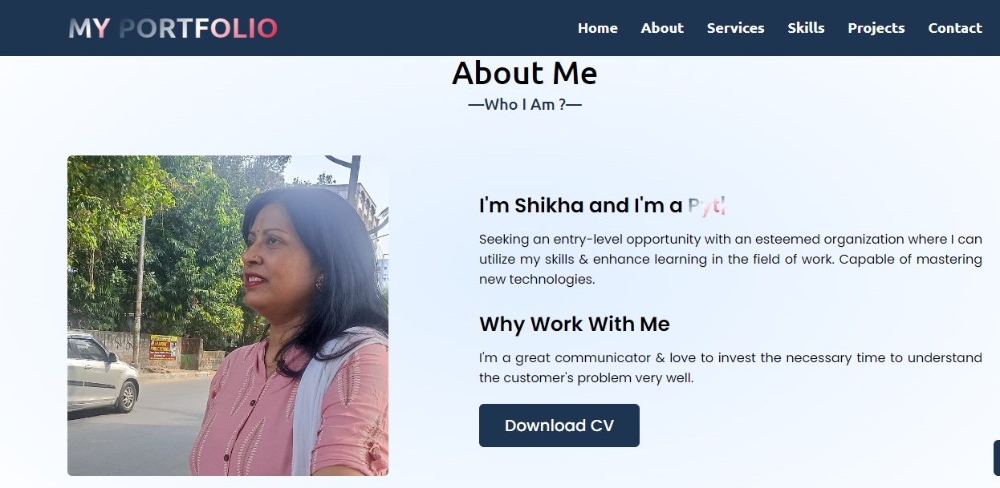 MY PORTFOLIO
Home About Services Skills Projects Contact
About Me
—Who I Am ?—
I'm Shikha and I'm a Pyt
Seeking an entry-level opportunity with an esteemed organization where I can
utilize my skills & enhance learning in the field of work. Capable of mastering
new technologies.
Why Work With Me
I'm a great communicator & love to invest the necessary time to understand
the customer's problem very well.
Download CV
PUBLIC SCHOOL